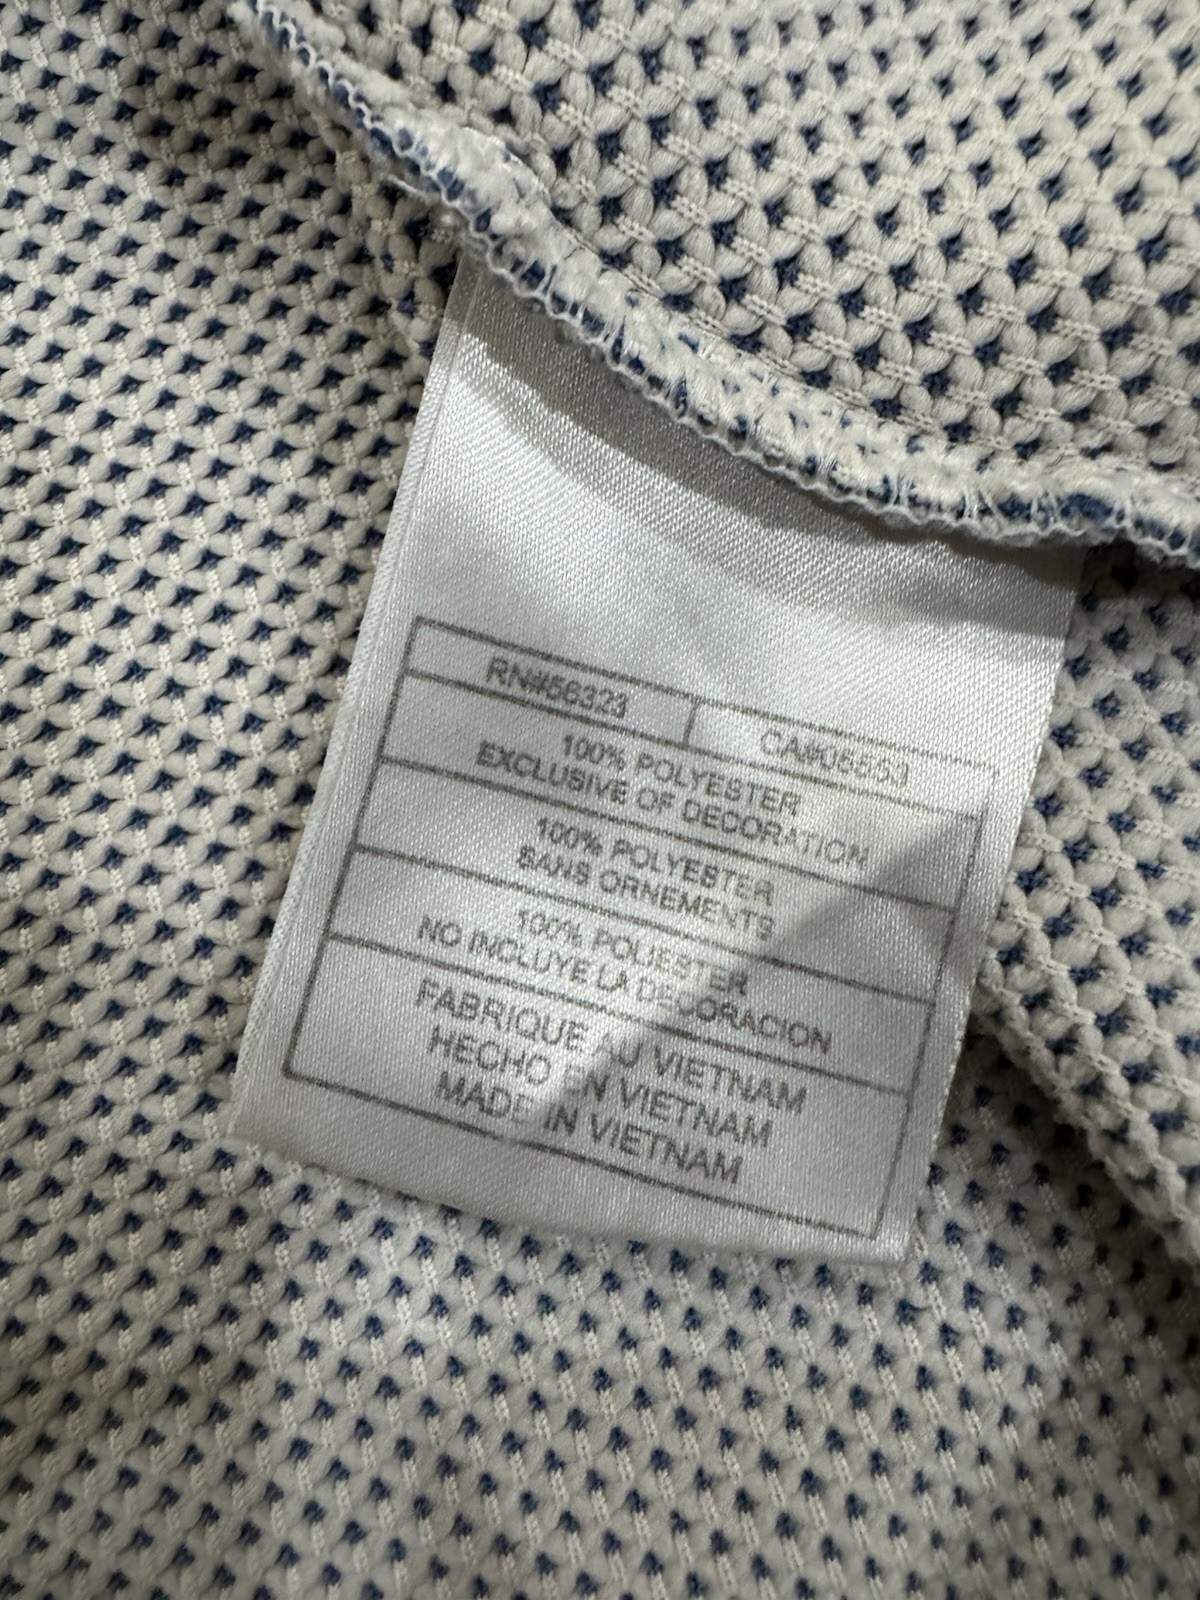 RN#56323
CA#05553
100% POLYESTER
EXCLUSIVE OF DECORATION
100% POLYESTER
SANS ORNEMENTS
100% POLIESTER
NO INCLUYE LA DECORACION
FABRIQUE AU VIETNAM
HECHO EN VIETNAM
MADE IN VIETNAM